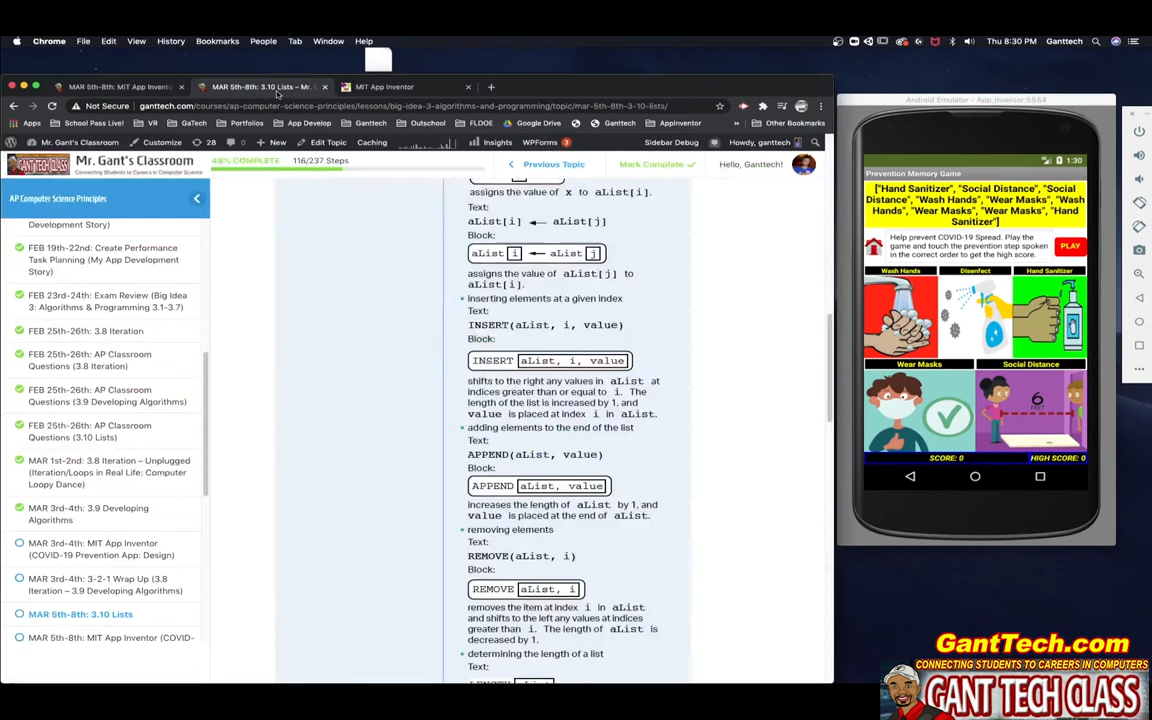 Chrome File Edit View History Bookmarks People Tab Window Help
Thu 8:30 PM Ganttech
MAR 5th-8th: MIT App Invent
MAR 5th-8th: 3.10 Lists – Mr.
MIT App Inventor
Not Secure ganttech.com/courses/ap-computer-science-principles/lessons/big-idea-3-algorithms-and-programming/topic/mar-5th-8th-3-10-lists/
Apps School Pass Live! VR GaTech Portfolios App Develop Ganttech Outschool FLDOE Google Drive Ganttech AppInventor Other Bookmarks
Mr. Gant's Classroom Customize 28 0 New Edit Topic Caching Insights WPForms 3 Sidebar Debug Howdy, ganttech
GANT TECH CLASS
Mr. Gant's Classroom
Connecting Students to Careers in Computer Science
48% COMPLETE 116/237 Steps
Previous Topic
Mark Complete
Hello, Ganttech!
AP Computer Science Principles
Development Story)
FEB 19th-22nd: Create Performance
Task Planning (My App Development
Story)
FEB 23rd-24th: Exam Review (Big Idea
3: Algorithms & Programming 3.1-3.7)
FEB 25th-26th: 3.8 Iteration
FEB 25th-26th: AP Classroom
Questions (3.8 Iteration)
FEB 25th-26th: AP Classroom
Questions (3.9 Developing Algorithms)
FEB 25th-26th: AP Classroom
Questions (3.10 Lists)
MAR 1st-2nd: 3.8 Iteration – Unplugged
(Iteration/Loops in Real Life: Computer
Loopy Dance)
MAR 3rd-4th: 3.9 Developing
Algorithms
MAR 3rd-4th: MIT App Inventor
(COVID-19 Prevention App: Design)
MAR 3rd-4th: 3-2-1 Wrap Up (3.8
Iteration – 3.9 Developing Algorithms)
MAR 5th-8th: 3.10 Lists
MAR 5th-8th: MIT App Inventor (COVID-
assigns the value of x to aList[i].
Text:
aList[i] ← aList[j]
Block:
aList i ← aList j
assigns the value of aList[j] to
aList[i].
• inserting elements at a given index
Text:
INSERT(aList, i, value)
Block:
INSERT aList, i, value
shifts to the right any values in aList at
indices greater than or equal to i. The
length of the list is increased by 1, and
value is placed at index i in aList.
• adding elements to the end of the list
Text:
APPEND(aList, value)
Block:
APPEND aList, value
increases the length of aList by 1, and
value is placed at the end of aList.
• removing elements
Text:
REMOVE(aList, i)
Block:
REMOVE aList, i
removes the item at index i in aList
and shifts to the left any values at indices
greater than i. The length of aList is
decreased by 1.
• determining the length of a list
Text:
Android Emulator - App_Inventor:5554
1:30
Prevention Memory Game
["Hand Sanitizer", "Social Distance", "Social
Distance", "Wash Hands", "Wear Masks", "Wash
Hands", "Wear Masks", "Wear Masks", "Hand
Sanitizer"]
Help prevent COVID-19 Spread. Play the
game and touch the prevention step spoken
in the correct order to get the high score.
PLAY
Wash Hands Disenfect Hand Sanitizer
Wear Masks Social Distance
6
FEET
SCORE: 0 HIGH SCORE: 0
GantTech.com
CONNECTING STUDENTS TO CAREERS IN COMPUTERS
GANT TECH CLASS